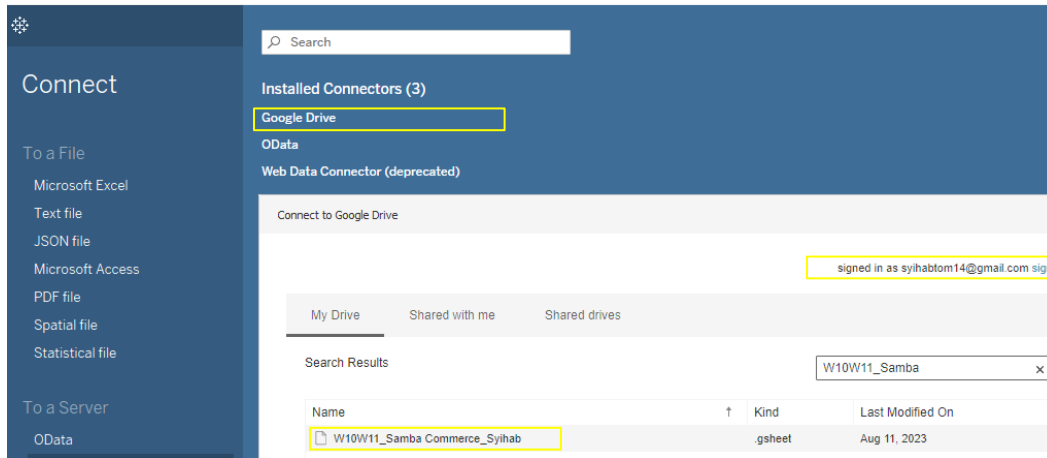 Connect
To a File
Microsoft Excel
Text file
JSON file
Microsoft Access
PDF file
Spatial file
Statistical file
To a Server
OData
Search
Installed Connectors (3)
Google Drive
OData
Web Data Connector (deprecated)
Connect to Google Drive
signed in as syihabtom14@gmail.com sig
My Drive Shared with me Shared drives
Search Results W10W11_Samba ×
Name ↑ Kind Last Modified On
W10W11_Samba Commerce_Syihab .gsheet Aug 11, 2023